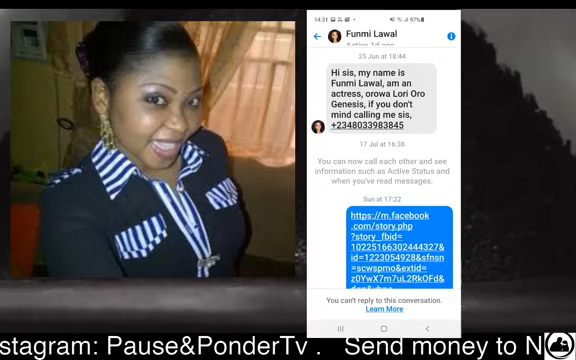 14:31
97%
Funmi Lawal
Active 1d ago
25 Jun at 18:44
Hi sis, my name is
Funmi Lawal, am an
actress, orowa Lori Oro
Genesis, if you don't
mind calling me sis,
+2348033983845
17 Jul at 16:38
You can now call each other and see
information such as Active Status and
when you've read messages.
Sun at 17:22
https://m.facebook
.com/story.php
?story_fbid=
10225166302444327&
id=1223054928&sfnsn
=scwspmo&extid=
z0YwX7m7uL2RkOFd&
You can't reply to this conversation.
Learn More
stagram: Pause&PonderTv . Send money to N